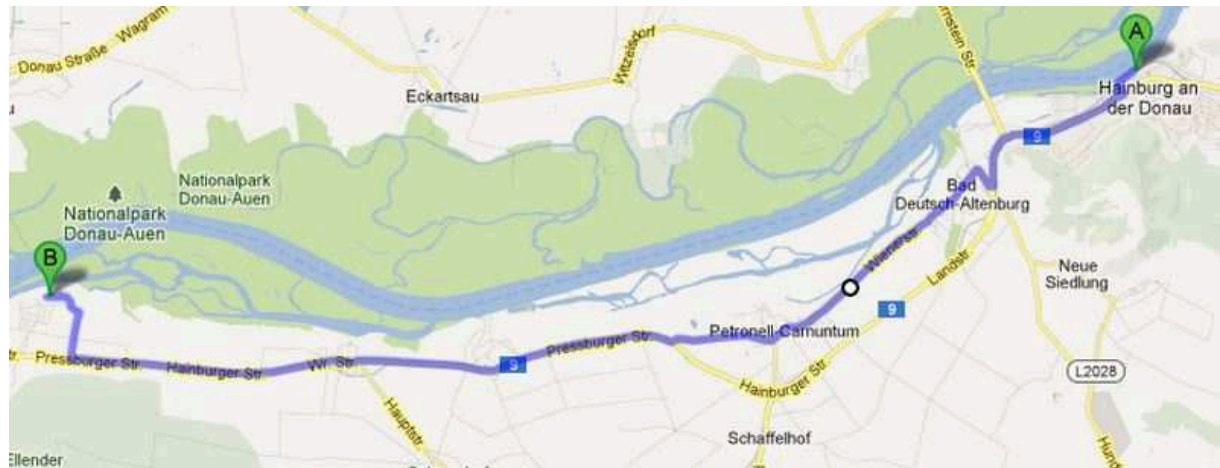 Donau Straße Wagram
Witzelsdorf
Eckartsau
A
Hainburg an
der Donau
9
Nationalpark
Donau-Auen
Nationalpark
Donau-Auen
Bad
Deutsch-Altenburg
B
Wienerstr.
Landstr.
Neue
Siedlung
9
Petronell-Carnuntum
Pressburger Str.
Pressburger Str.
Hainburger Str.
Wr Str.
9
Hainburger Str
L2028
Hauptstr.
Schaffelhof
Ellender